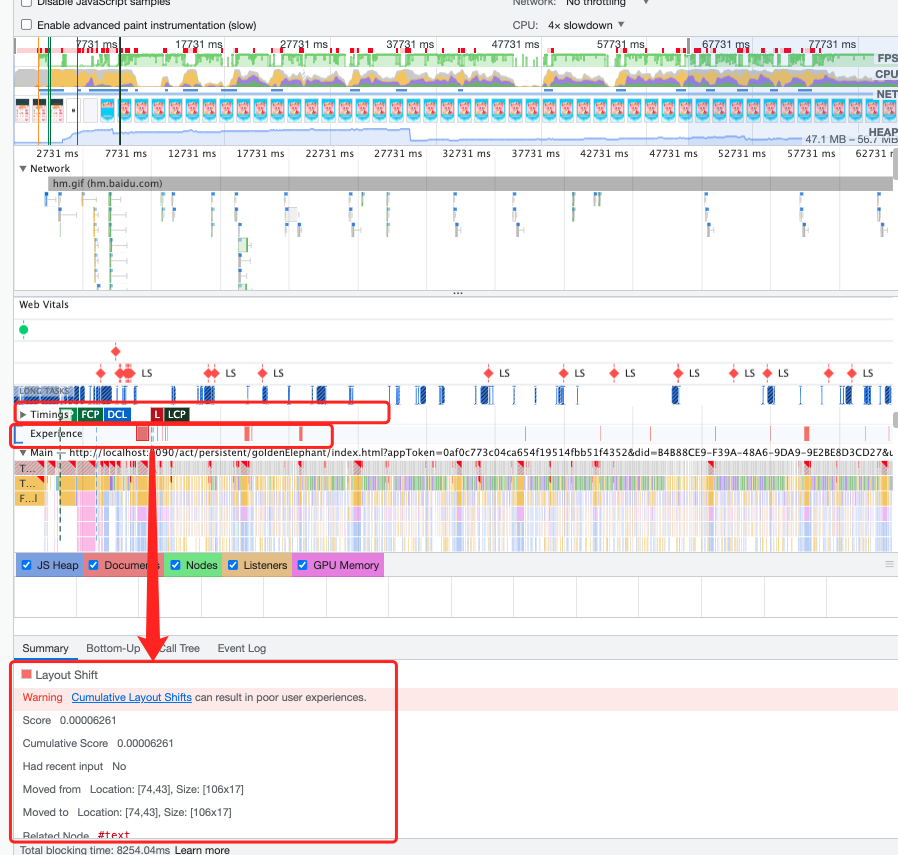 Disable JavaScript samples
Network: No throttling
Enable advanced paint instrumentation (slow)
CPU: 4× slowdown
7731 ms 17731 ms 27731 ms 37731 ms 47731 ms 57731 ms 67731 ms 77731 ms
FPS
CPU
NET
HEAP
47.1 MB – 56.7 MB
2731 ms 7731 ms 12731 ms 17731 ms 22731 ms 27731 ms 32731 ms 37731 ms 42731 ms 47731 ms 52731 ms 57731 ms 62731
Network
hm.gif (hm.baidu.com)
...
Web Vitals
LS LS LS LS LS LS LS LS LS
LONG TASKS
Timings FCP DCL L LCP
Experience
Main — http://localhost: 090/act/persistent/goldenElephant/index.html?appToken=0af0c773c04ca654f19514fbb51f4352&did=B4B88CE9-F39A-48A6-9DA9-9E2BE8D3CD27&u
T...
T...
F...l
JS Heap Documen Nodes Listeners GPU Memory
Summary Bottom-Up Call Tree Event Log
Layout Shift
Warning Cumulative Layout Shifts can result in poor user experiences.
Score 0.00006261
Cumulative Score 0.00006261
Had recent input No
Moved from Location: [74,43], Size: [106x17]
Moved to Location: [74,43], Size: [106x17]
Related Node #text
Total blocking time: 8254.04ms Learn more